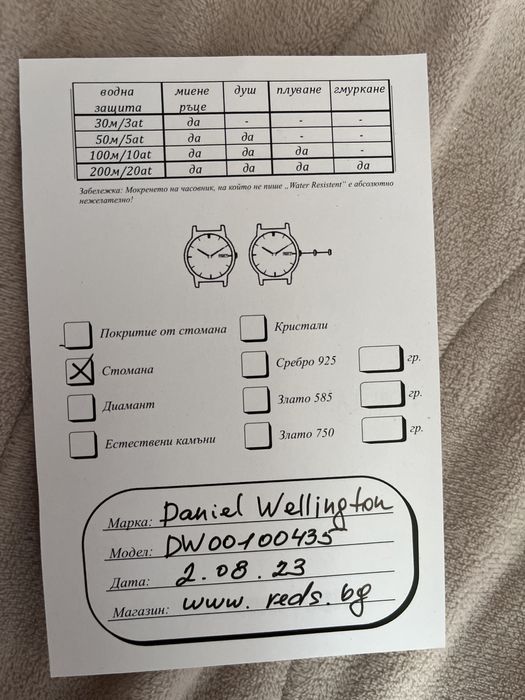 водна миене душ плуване гмуркане
защита ръце
30м/3at да - - -
50м/5at да да - -
100м/10at да да да -
200м/20at да да да да
Забележка: Мокренето на часовник, на който не пише „Water Resistent" е абсолютно
нежелателно!
Покритие от стомана Кристали
Стомана Сребро 925 гр.
Диамант Злато 585 гр.
Естествени камъни Злато 750 гр.
Марка: Daniel Wellington
Модел: DW00100435
Дата: 2.08.23
Магазин: www.reds.bg